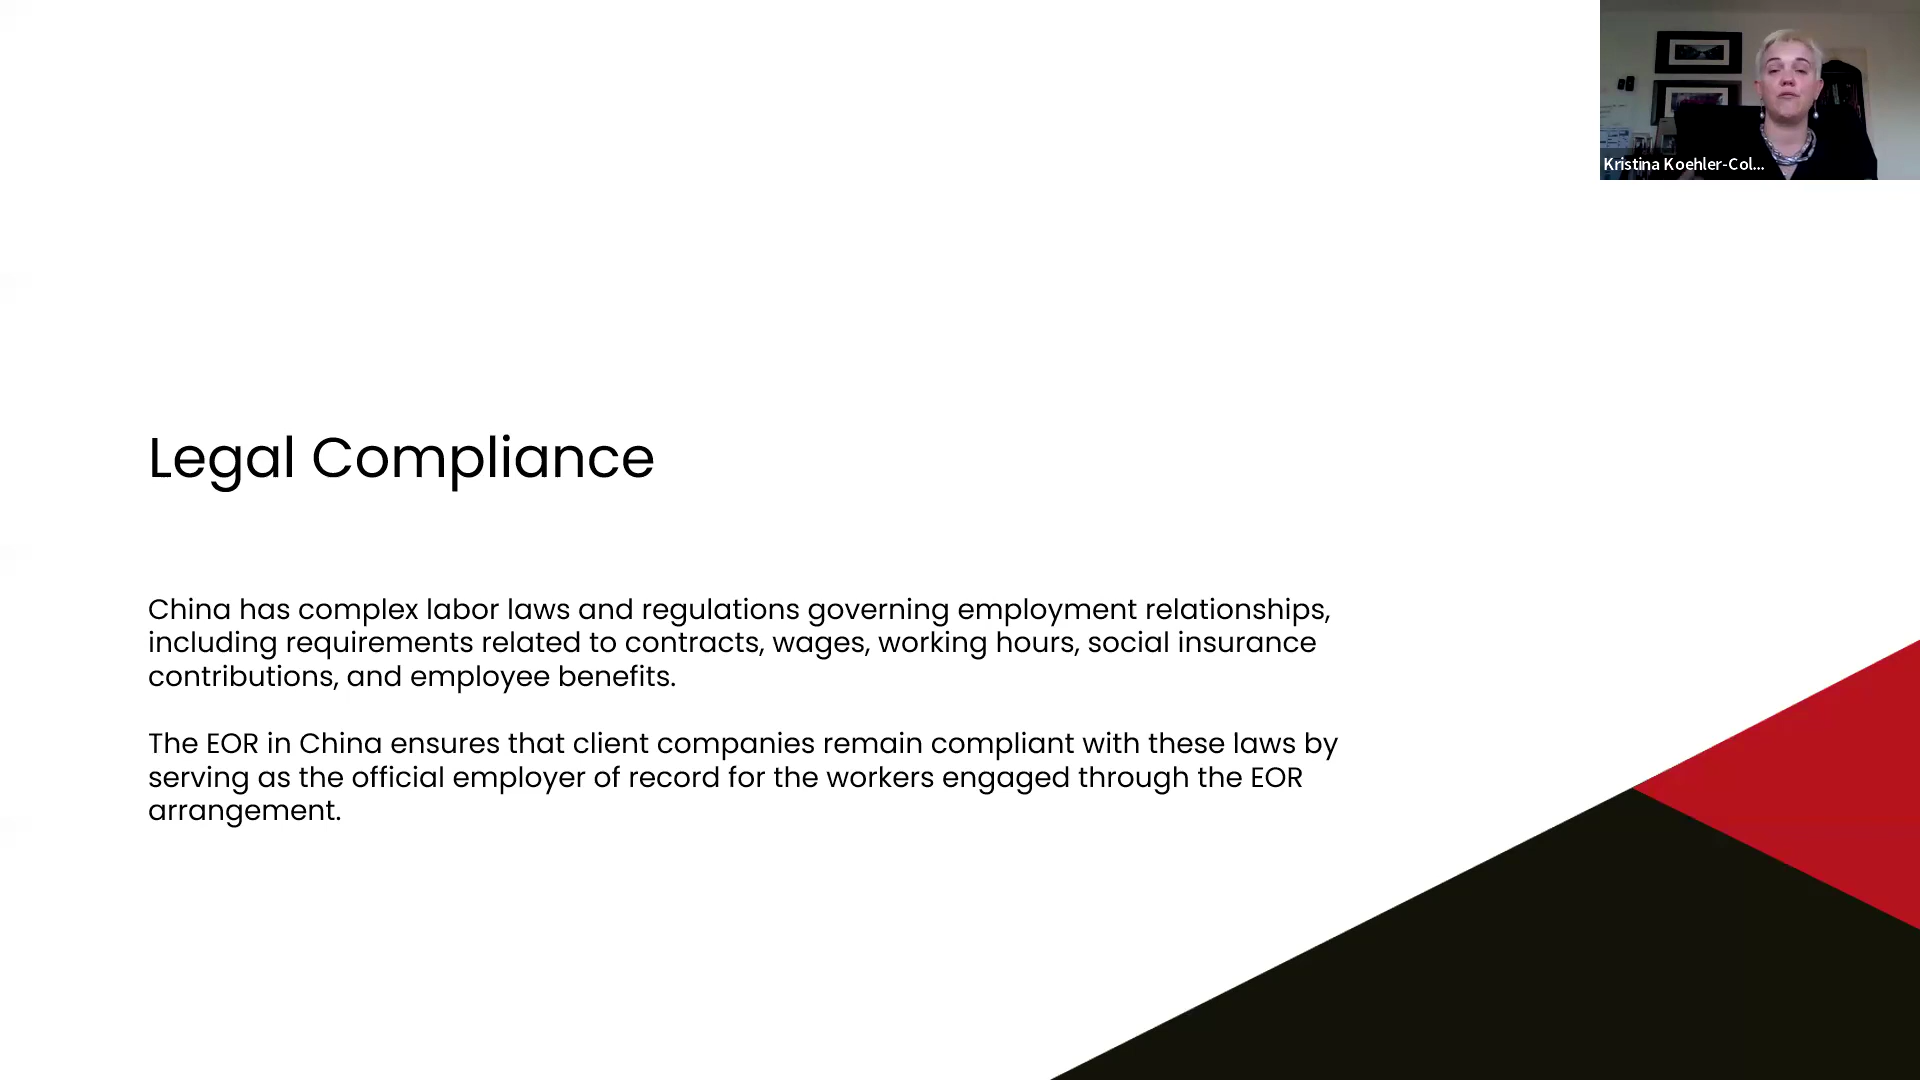 Kristina Koehler-Col...
Legal Compliance
China has complex labor laws and regulations governing employment relationships,
including requirements related to contracts, wages, working hours, social insurance
contributions, and employee benefits.
The EOR in China ensures that client companies remain compliant with these laws by
serving as the official employer of record for the workers engaged through the EOR
arrangement.